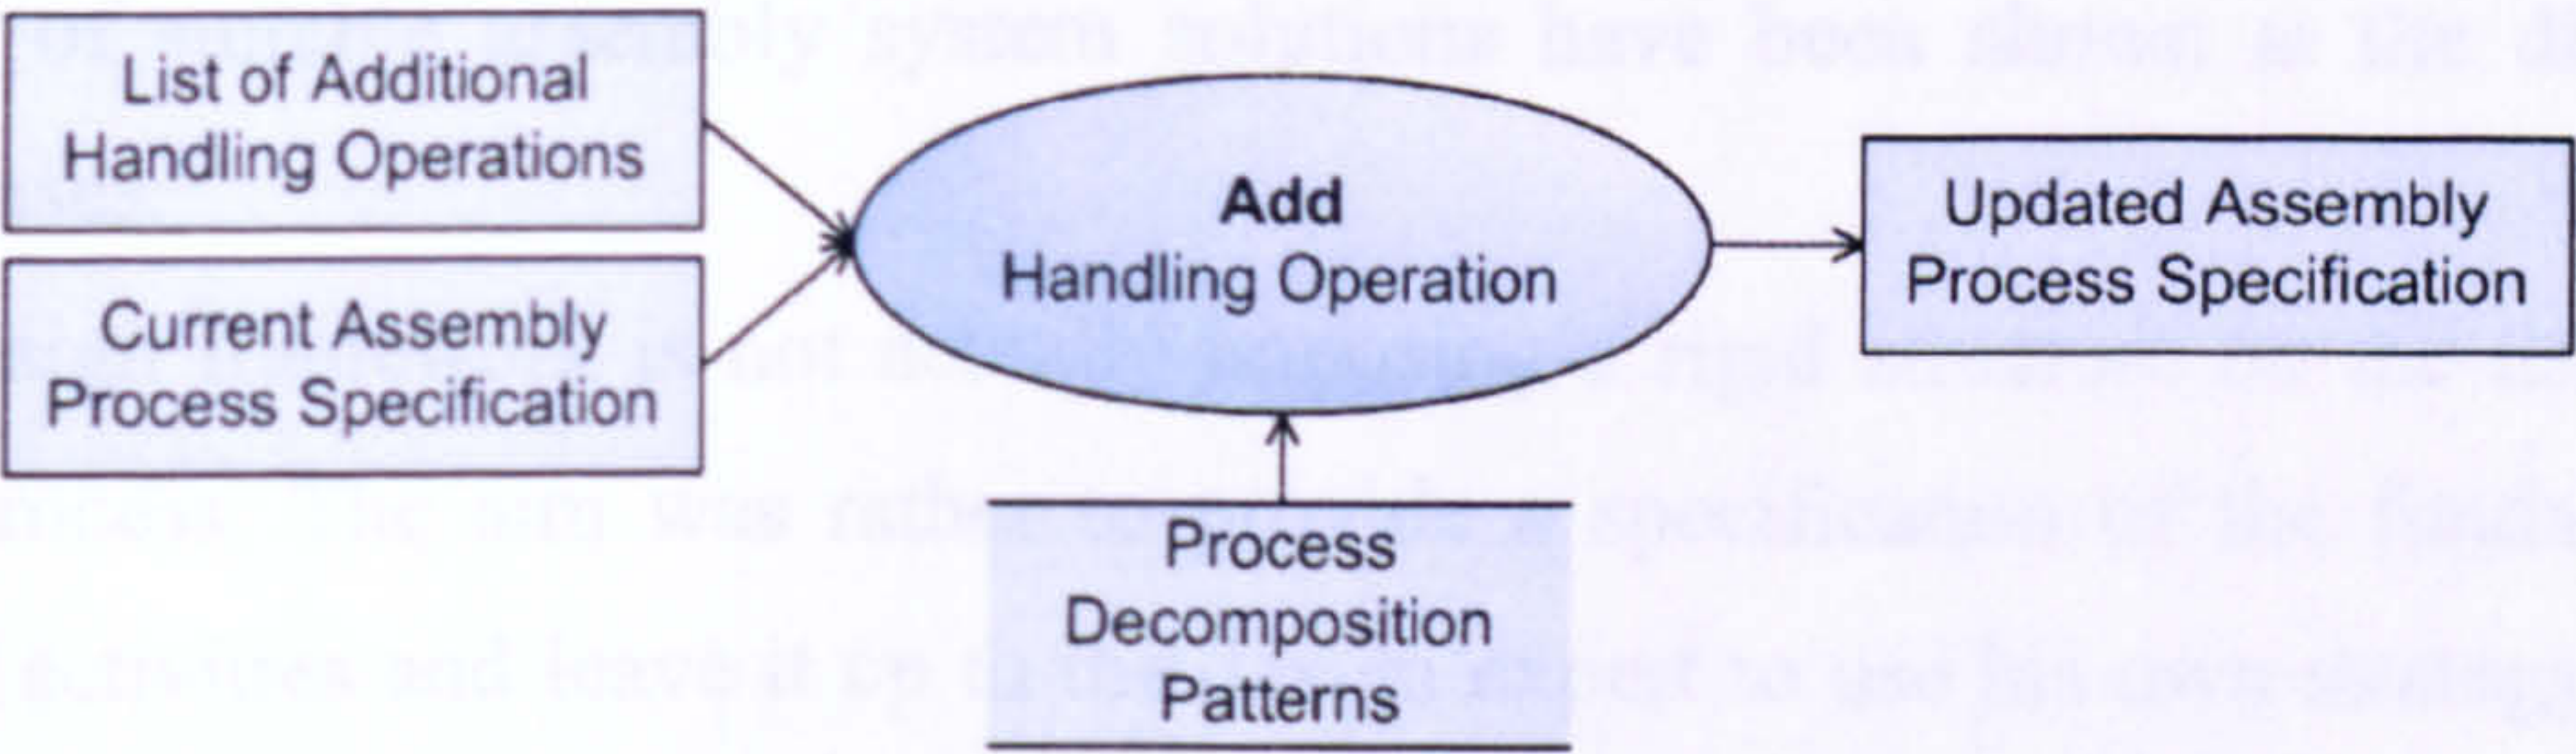 List of Additional
Handling Operations
Current Assembly
Process Specification
Add
Handling Operation
Updated Assembly
Process Specification
Process
Decomposition
Patterns